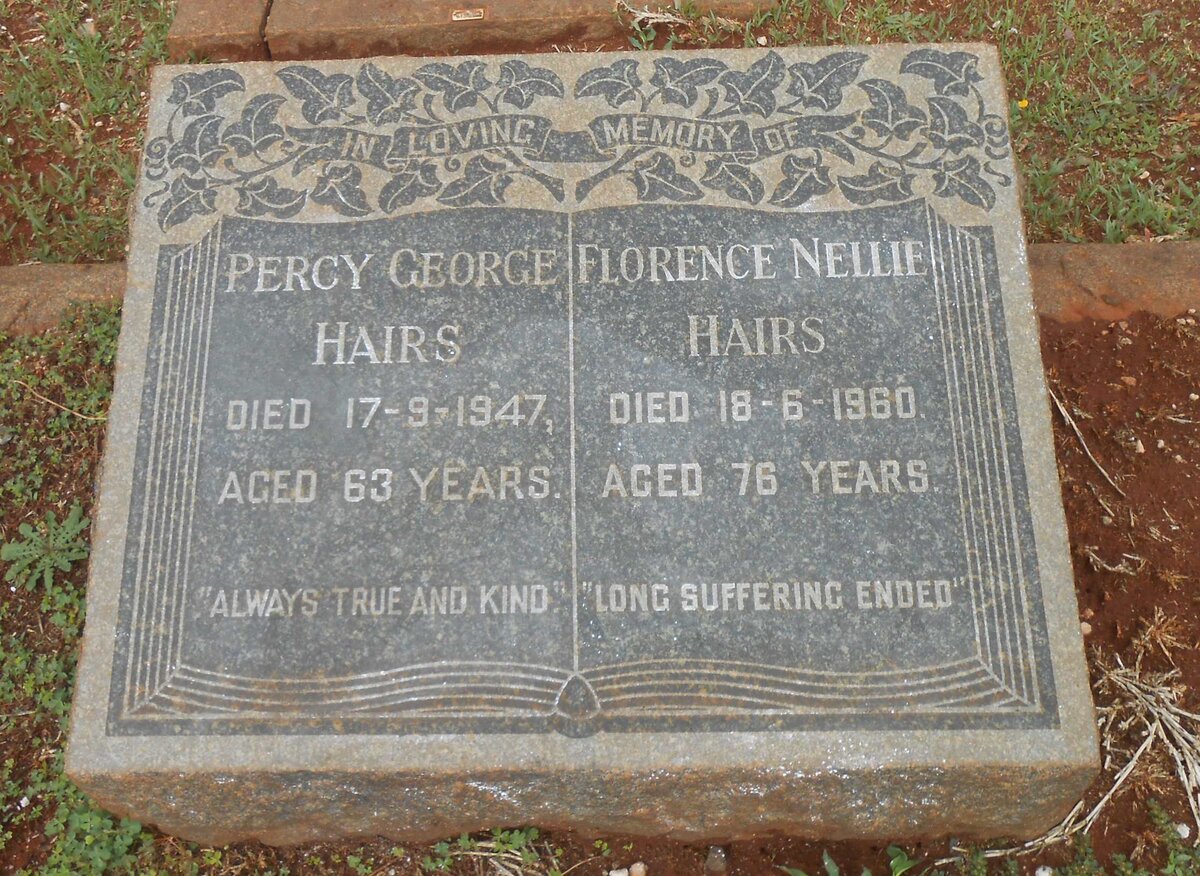 IN LOVING MEMORY OF
PERCY GEORGE
HAIRS
DIED 17-9-1947,
AGED 63 YEARS.
"ALWAYS TRUE AND KIND"
FLORENCE NELLIE
HAIRS
DIED 18-6-1960.
AGED 76 YEARS.
"LONG SUFFERING ENDED"